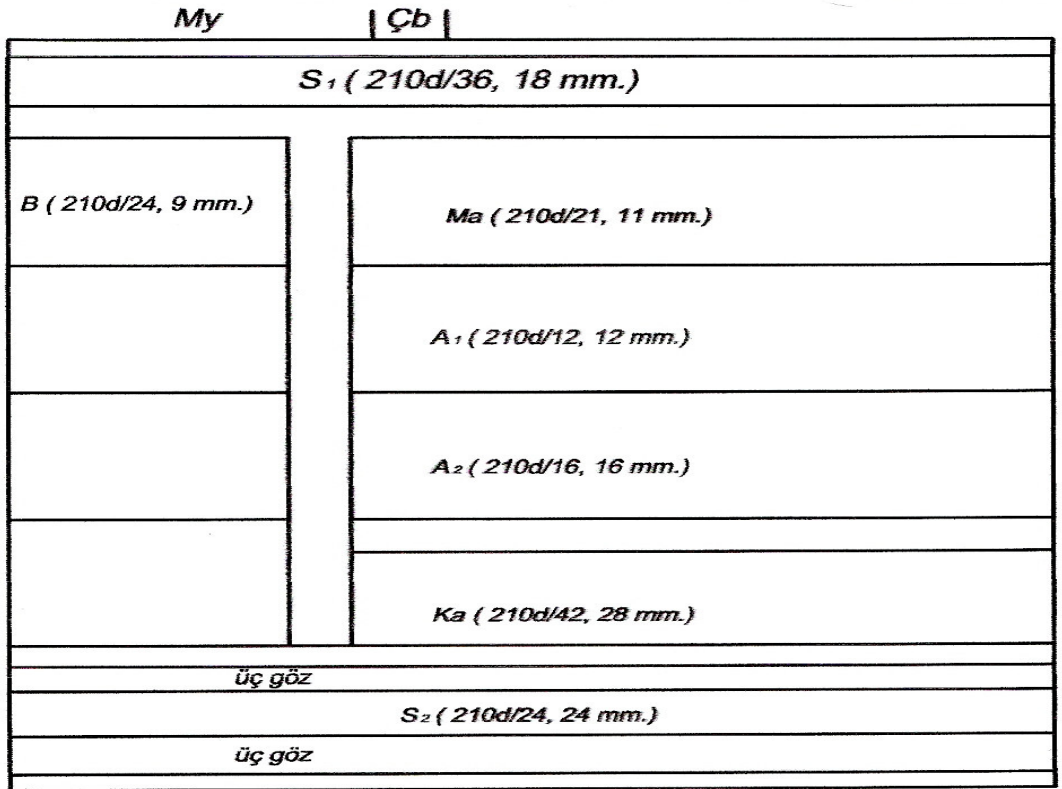 My | Çb |
S₁ ( 210d/36, 18 mm.)
B ( 210d/24, 9 mm.)
Ma ( 210d/21, 11 mm.)
A₁ ( 210d/12, 12 mm.)
A₂ ( 210d/16, 16 mm.)
Ka ( 210d/42, 28 mm.)
üç göz
S₂ ( 210d/24, 24 mm.)
üç göz